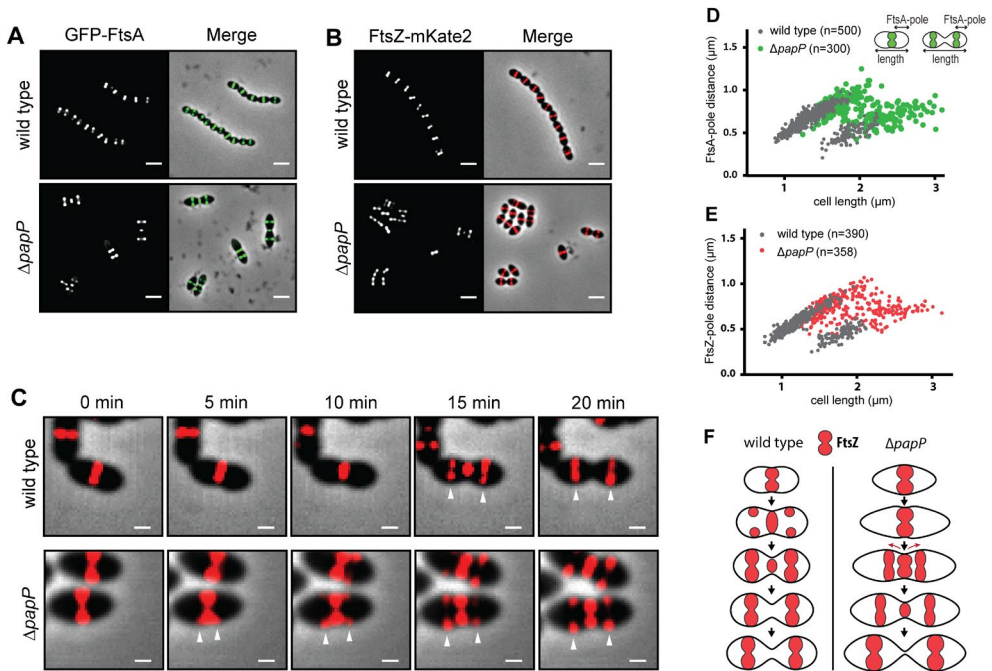 A
GFP-FtsA
Merge
wild type
ΔpapP
B
FtsZ-mKate2
Merge
wild type
ΔpapP
C
0 min
5 min
10 min
15 min
20 min
wild type
ΔpapP
D
wild type (n=500)
ΔpapP (n=300)
FtsA-pole
FtsA-pole
length
length
FtsA-pole distance (μm)
1.5
1.0
0.5
0.0
1
2
3
cell length (μm)
E
wild type (n=390)
ΔpapP (n=358)
FtsZ-pole distance (μm)
1.5
1.0
0.5
0.0
1
2
3
cell length (μm)
F
wild type
FtsZ
ΔpapP